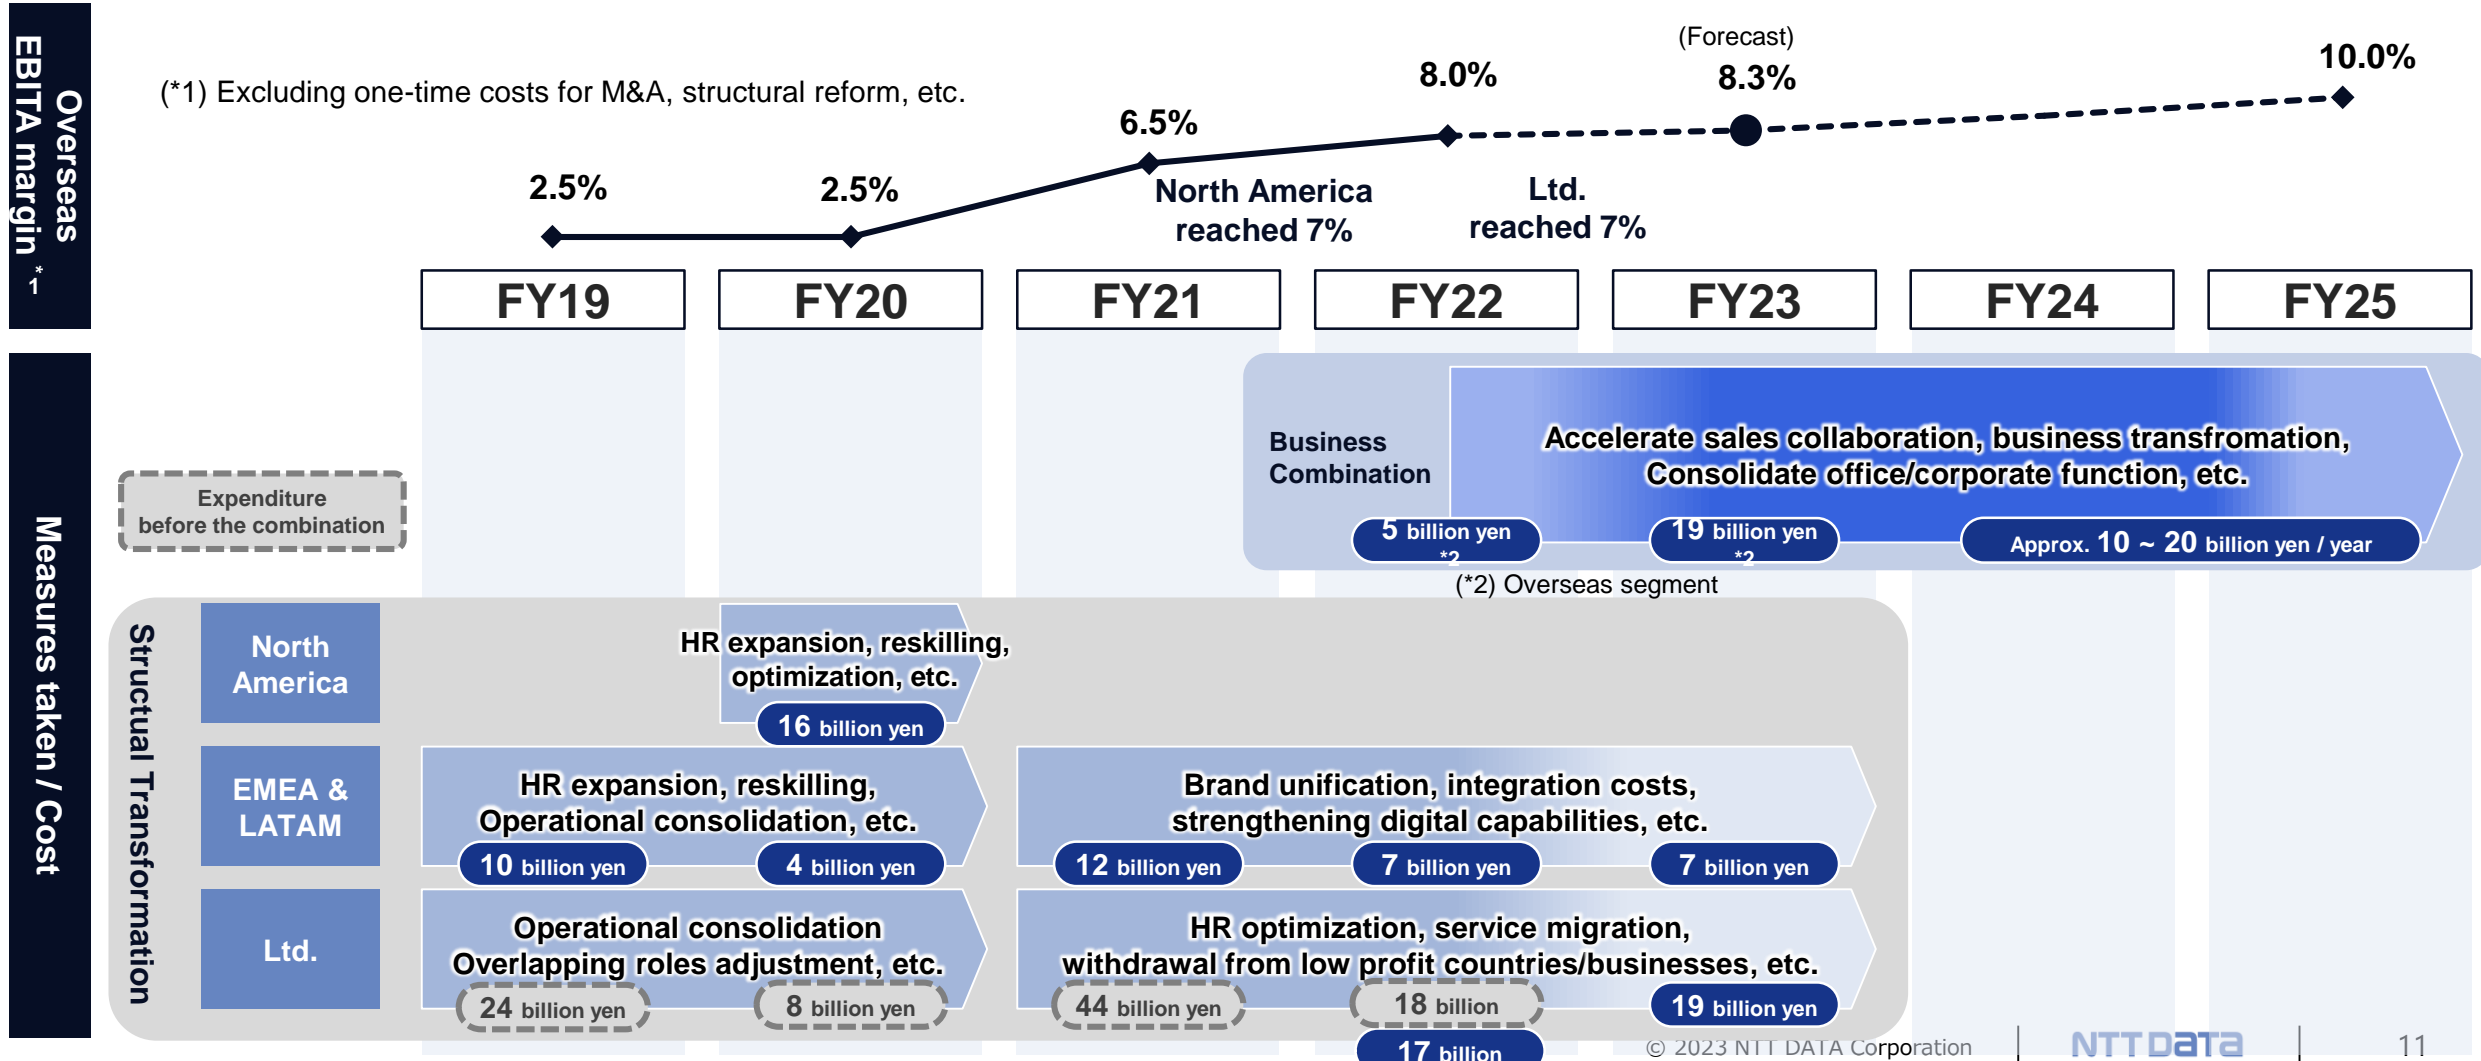 Overseas
EBITA margin *1
(*1) Excluding one-time costs for M&A, structural reform, etc.
2.5%
2.5%
6.5%
8.0%
(Forecast)
8.3%
10.0%
North America
reached 7%
Ltd.
reached 7%
FY19
FY20
FY21
FY22
FY23
FY24
FY25
Measures taken / Cost
Expenditure
before the combination
Business
Combination
Accelerate sales collaboration, business transfromation,
Consolidate office/corporate function, etc.
5 billion yen
*2
19 billion yen
*2
Approx. 10 ~ 20 billion yen / year
(*2) Overseas segment
Structual Transformation
North
America
HR expansion, reskilling,
optimization, etc.
16 billion yen
EMEA &
LATAM
HR expansion, reskilling,
Operational consolidation, etc.
10 billion yen
4 billion yen
Brand unification, integration costs,
strengthening digital capabilities, etc.
12 billion yen
7 billion yen
7 billion yen
Ltd.
Operational consolidation
Overlapping roles adjustment, etc.
24 billion yen
8 billion yen
HR optimization, service migration,
withdrawal from low profit countries/businesses, etc.
44 billion yen
18 billion
17 billion
19 billion yen
© 2023 NTT DATA Corporation
NTT DATA
11